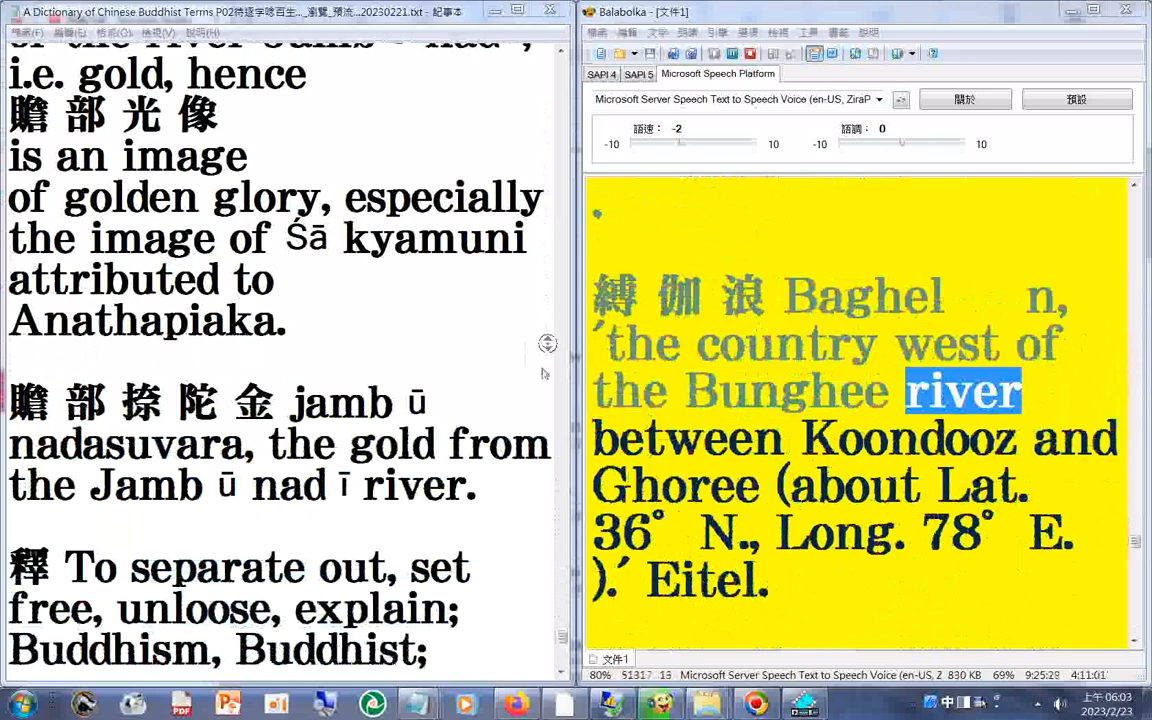 A Dictionary of Chinese Buddhist Terms P02
20230221.txt - 記事本
i.e. gold, hence
贍 部 光 像
is an image
of golden glory, especially
the image of Śā kyamuni
attributed to
Anathapiaka.
贍 部 捺 陀 金 jamb ū
nadasuvara, the gold from
the Jamb ū nad ī river.
釋 To separate out, set
free, unloose, explain;
Buddhism, Buddhist;
Balabolka - [文件1]
SAPI 4 SAPI 5 Microsoft Speech Platform
Microsoft Server Speech Text to Speech Voice (en-US, ZiraP
關於
預設
語速： -2
語調： 0
-10 10 -10 10
縛 伽 浪 Baghel n,
´the country west of
the Bunghee river
between Koondooz and
Ghoree (about Lat.
36° N., Long. 78° E.
).´ Eitel.
文件1
80% Microsoft Server Speech Text to Speech Voice (en-US, Z 830 KB 69% 9:25:28 4:11:01
上午 06:03
2023/2/23